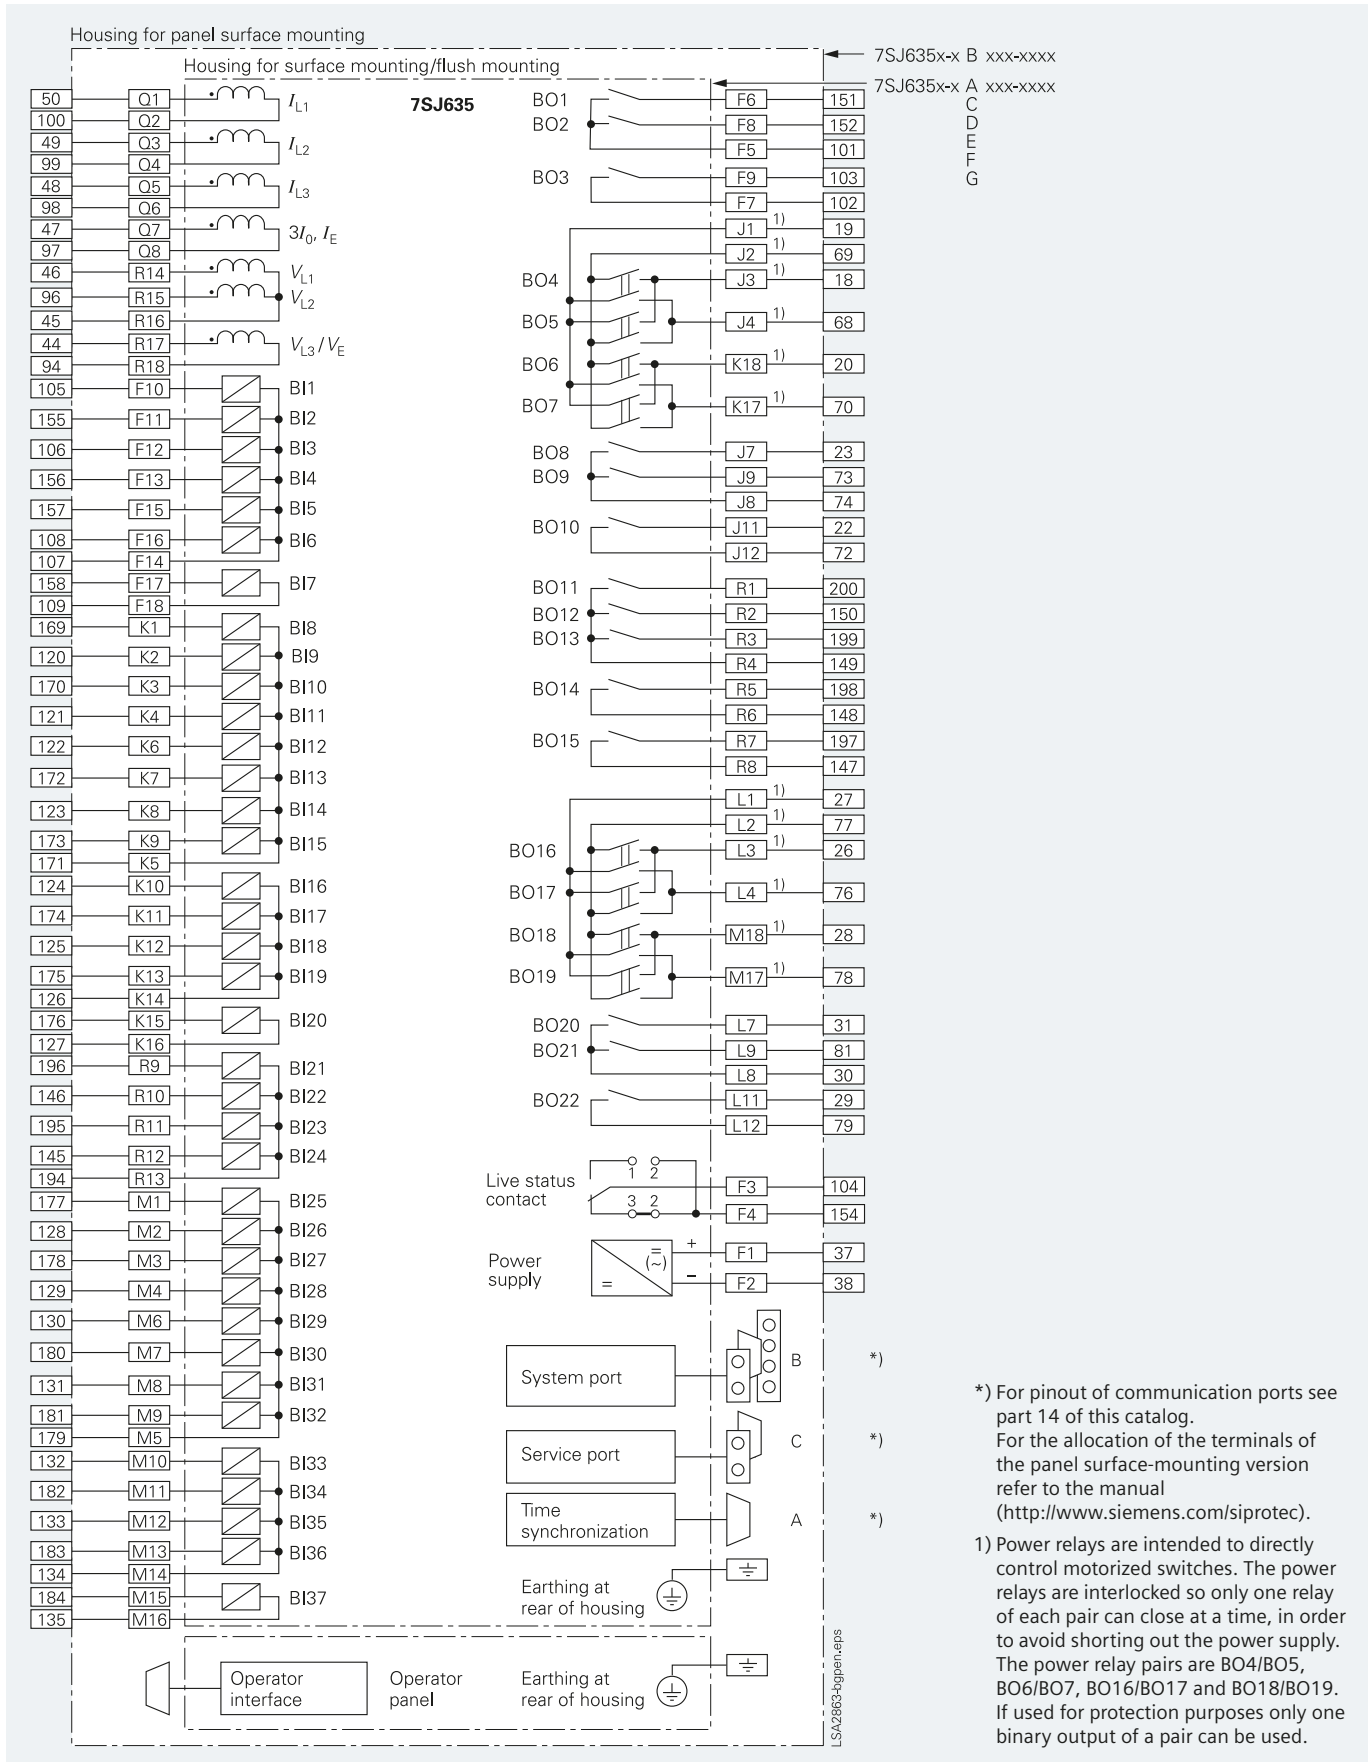 Housing for panel surface mounting
7SJ635x-x B xxx-xxxx
Housing for surface mounting/flush mounting
7SJ635x-x A xxx-xxxx
C
D
E
F
G
7SJ635
50 Q1 IL1
100 Q2
49 Q3 IL2
99 Q4
48 Q5 IL3
98 Q6
47 Q7 3I0, IE
97 Q8
46 R14 VL1
96 R15 VL2
45 R16
44 R17 VL3/VE
94 R18
105 F10 BI1
155 F11 BI2
106 F12 BI3
156 F13 BI4
157 F15 BI5
108 F16 BI6
107 F14
158 F17 BI7
109 F18
169 K1 BI8
120 K2 BI9
170 K3 BI10
121 K4 BI11
122 K6 BI12
172 K7 BI13
123 K8 BI14
173 K9 BI15
171 K5
124 K10 BI16
174 K11 BI17
125 K12 BI18
175 K13 BI19
126 K14
176 K15 BI20
127 K16
196 R9 BI21
146 R10 BI22
195 R11 BI23
145 R12 BI24
194 R13
177 M1 BI25
128 M2 BI26
178 M3 BI27
129 M4 BI28
130 M6 BI29
180 M7 BI30
131 M8 BI31
181 M9 BI32
179 M5
132 M10 BI33
182 M11 BI34
133 M12 BI35
183 M13 BI36
134 M14
184 M15 BI37
135 M16
BO1 F6 151
BO2 F8 152
F5 101
BO3 F9 103
F7 102
J1 1) 19
J2 1) 69
BO4 J3 1) 18
BO5 J4 1) 68
BO6 K18 1) 20
BO7 K17 1) 70
BO8 J7 23
BO9 J9 73
J8 74
BO10 J11 22
J12 72
BO11 R1 200
BO12 R2 150
BO13 R3 199
R4 149
BO14 R5 198
R6 148
BO15 R7 197
R8 147
L1 1) 27
L2 1) 77
BO16 L3 1) 26
BO17 L4 1) 76
BO18 M18 1) 28
BO19 M17 1) 78
BO20 L7 31
BO21 L9 81
L8 30
BO22 L11 29
L12 79
Live status
contact
1 2
3 2
F3 104
F4 154
Power
supply
= (~)
=
+ F1 37
– F2 38
System port B *)
Service port C *)
Time
synchronization
A *)
Earthing at
rear of housing
Operator
interface
Operator
panel
Earthing at
rear of housing
LSA2863-bgpen.eps
*) For pinout of communication ports see
part 14 of this catalog.
For the allocation of the terminals of
the panel surface-mounting version
refer to the manual
(http://www.siemens.com/siprotec).
1) Power relays are intended to directly
control motorized switches. The power
relays are interlocked so only one relay
of each pair can close at a time, in order
to avoid shorting out the power supply.
The power relay pairs are BO4/BO5,
BO6/BO7, BO16/BO17 and BO18/BO19.
If used for protection purposes only one
binary output of a pair can be used.